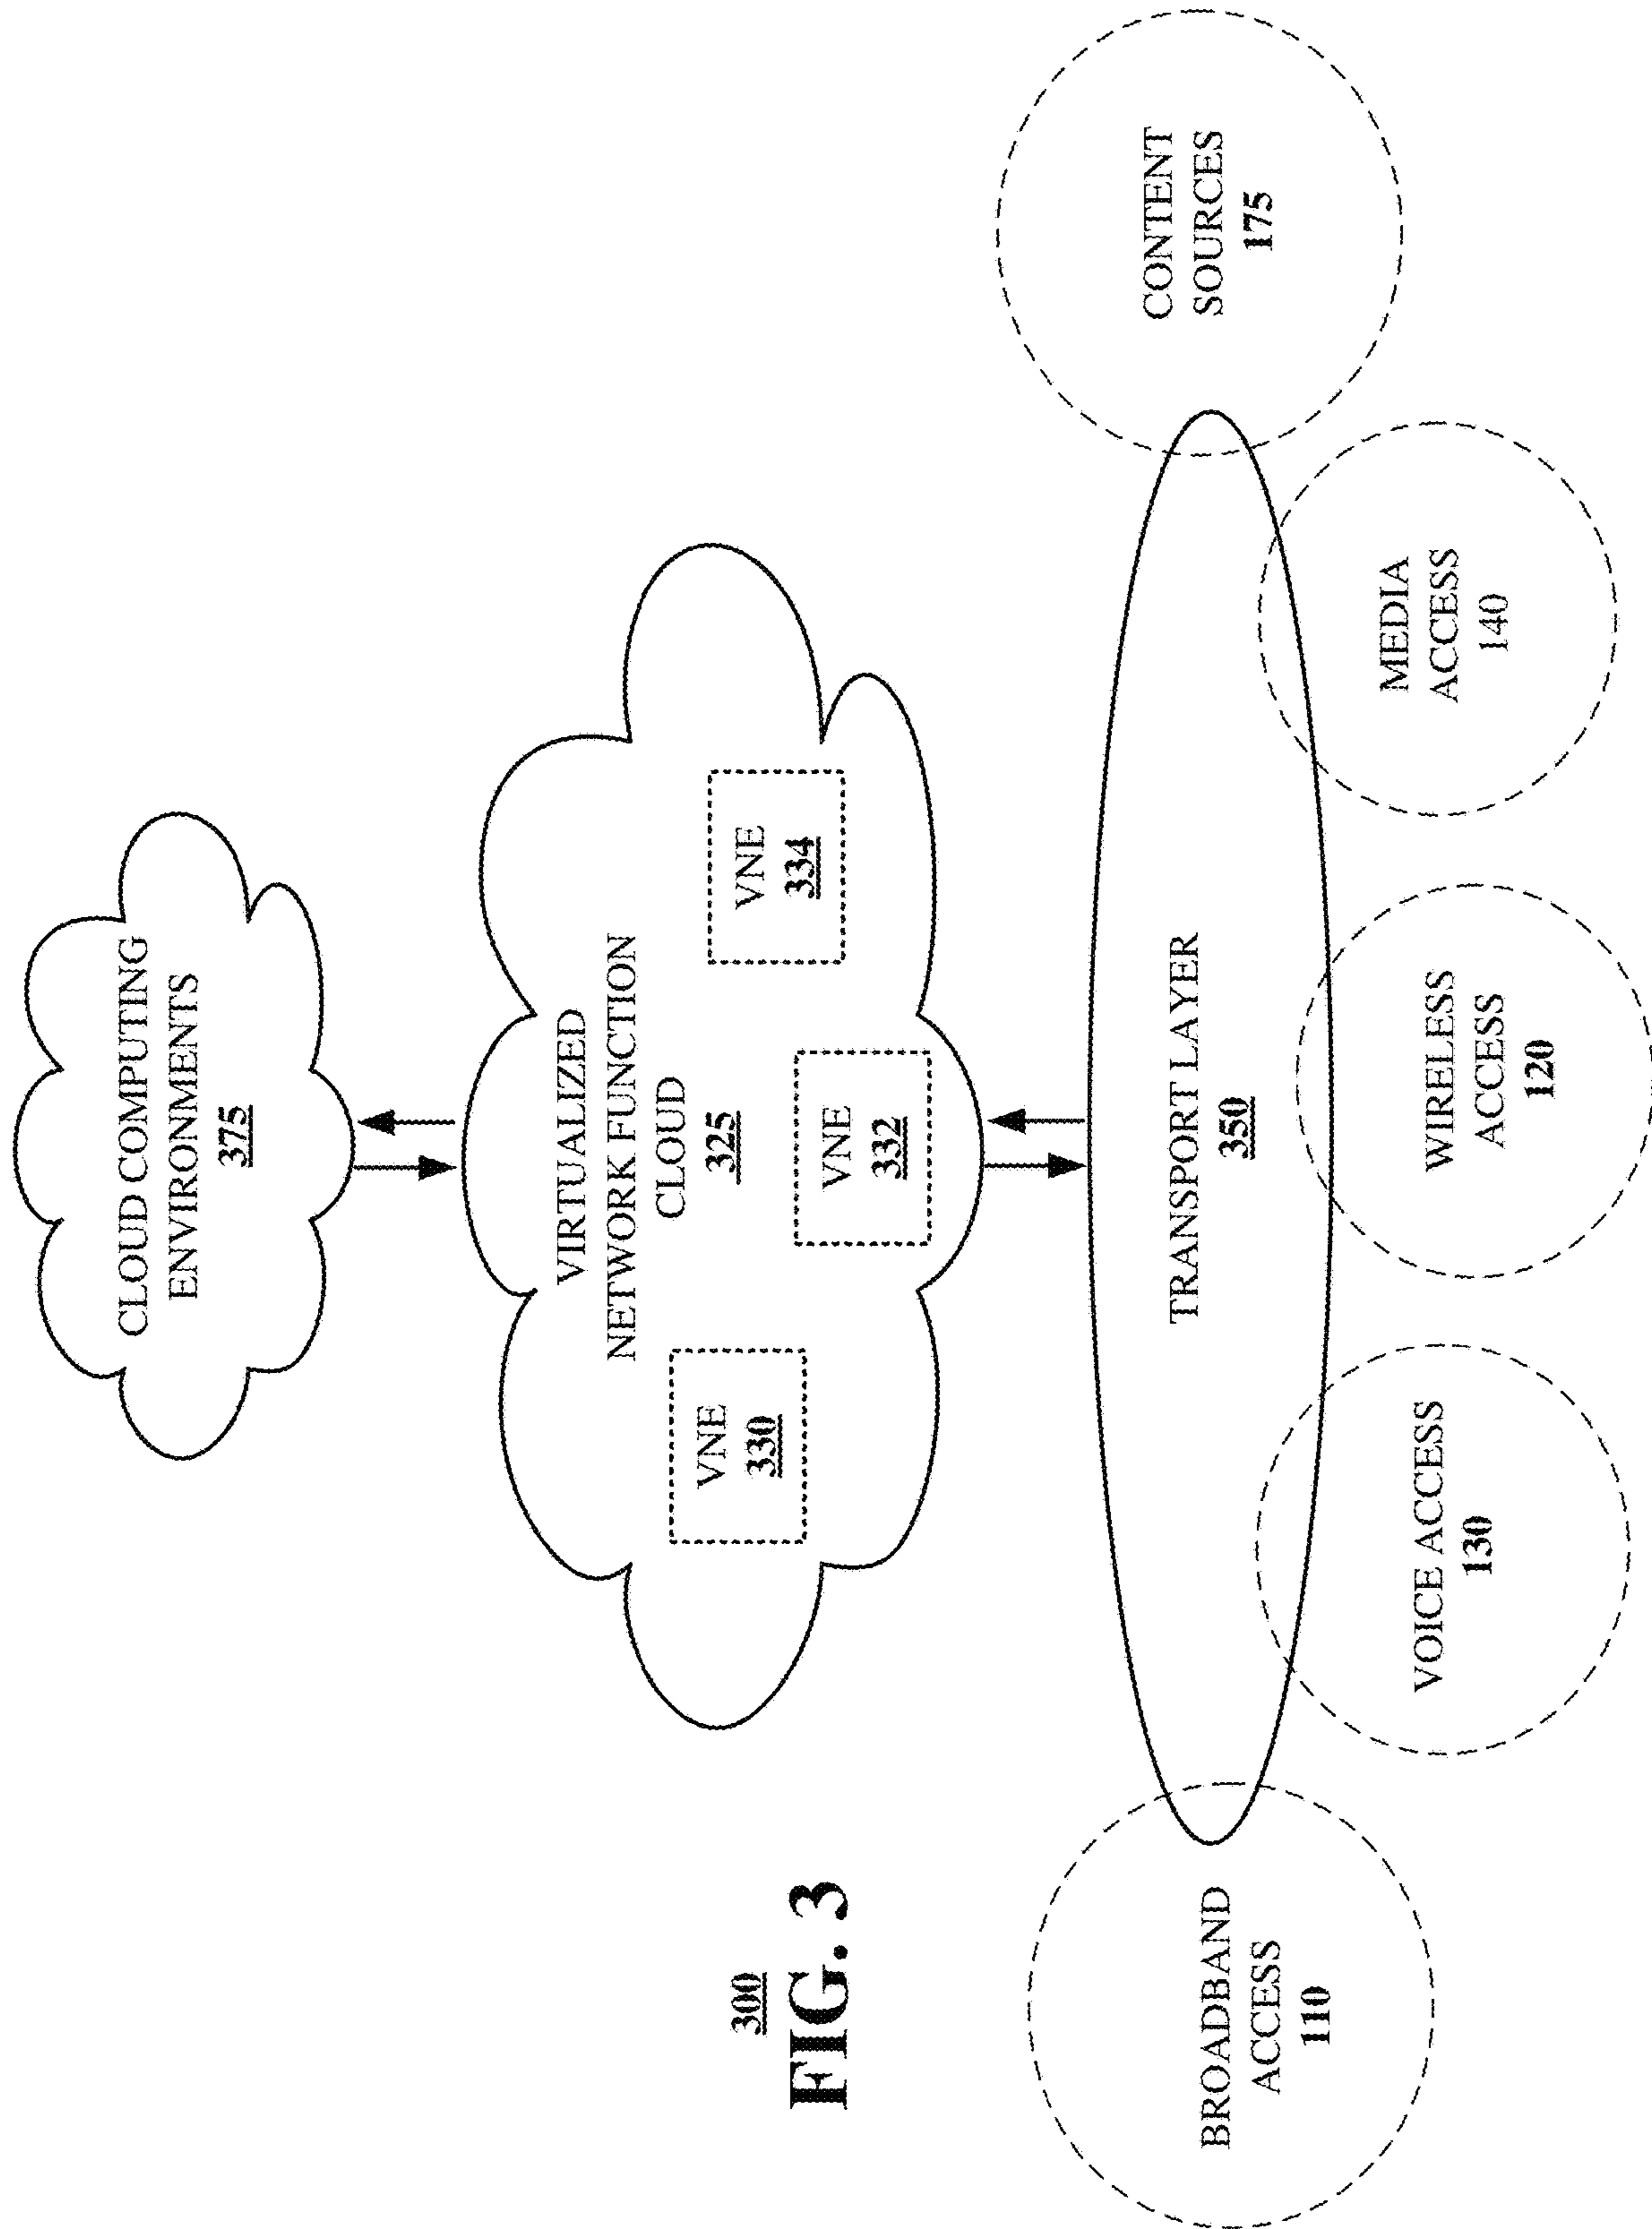 CLOUD COMPUTING
ENVIRONMENTS
375
VIRTUALIZED
NETWORK FUNCTION
CLOUD
325
VNE
330
VNE
332
VNE
334
TRANSPORT LAYER
350
BROADBAND
ACCESS
110
VOICE ACCESS
130
WIRELESS
ACCESS
120
MEDIA
ACCESS
140
CONTENT
SOURCES
175
300
FIG. 3